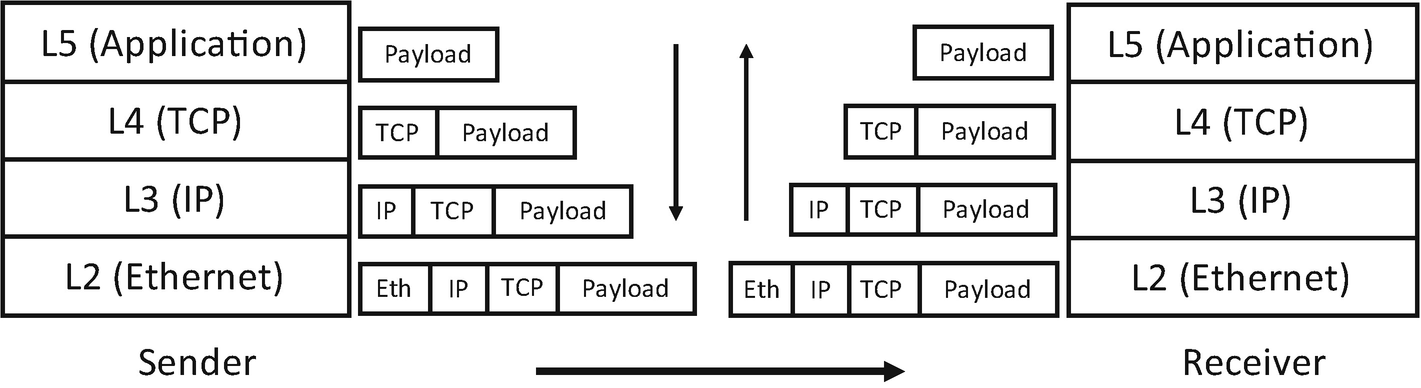 L5 (Application) Payload Payload L5 (Application)
L4 (TCP) TCP Payload TCP Payload L4 (TCP)
L3 (IP) IP TCP Payload IP TCP Payload L3 (IP)
L2 (Ethernet) Eth IP TCP Payload Eth IP TCP Payload L2 (Ethernet)
Sender Receiver